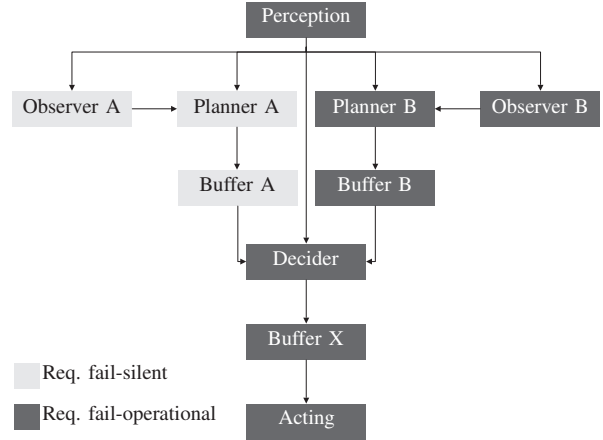 Perception
Observer A
Planner A
Planner B
Observer B
Buffer A
Buffer B
Decider
Buffer X
Req. fail-silent
Req. fail-operational
Acting